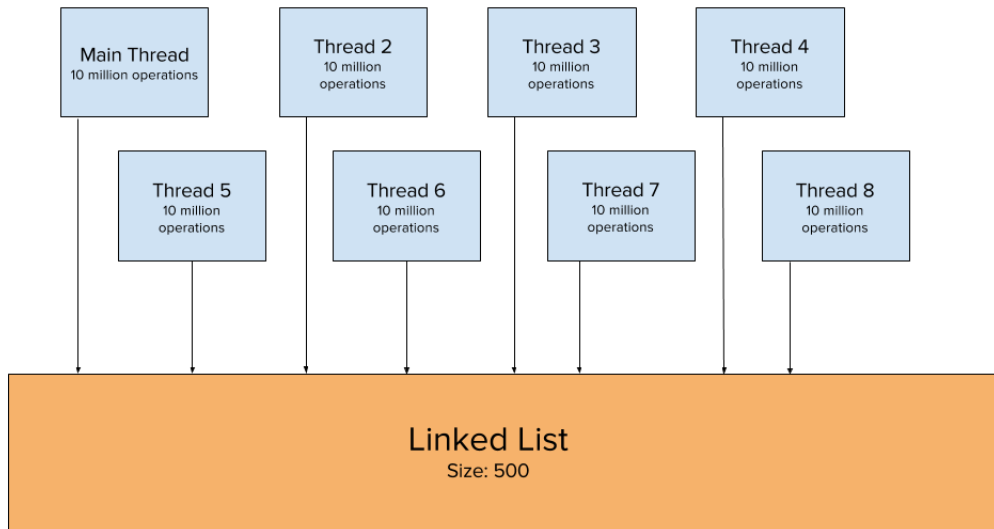 Main Thread
10 million operations
Thread 2
10 million
operations
Thread 3
10 million
operations
Thread 4
10 million
operations
Thread 5
10 million
operations
Thread 6
10 million
operations
Thread 7
10 million
operations
Thread 8
10 million
operations
Linked List
Size: 500